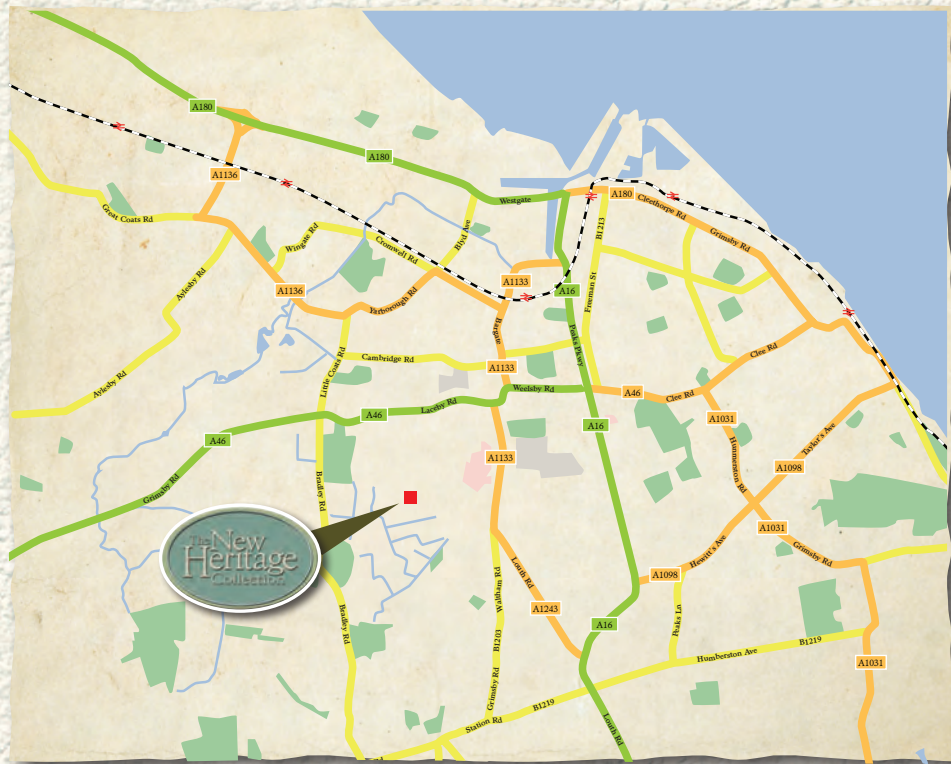 A180
A180
A1136
Westgate
A180
Cleethorpe Rd
Great Coats Rd
Grimsby Rd
B1213
Wingate Rd
Cromwell Rd
Blyd Ave
Aylesby Rd
A1136
Yarborough Rd
A1133
A16
Freeman St
Bargate
Peaks Pkwy
Clee Rd
Little Coats Rd
Cambridge Rd
A1133
Aylesby Rd
Weelsby Rd
A46
Clee Rd
Laceby Rd
A46
A1031
A16
A46
Taylor's Ave
Hummerston Rd
A1133
A1098
Grimsby Rd
Bradley Rd
A1031
The New
Heritage
Collection
Hewitt's Ave
Grimsby Rd
Louth Rd
A1098
Waltham Rd
Bradley Rd
A1243
Peaks Ln
A16
B1203
B1219
Humberston Ave
A1031
Grimsby Rd
B1219
Station Rd
Louth Rd